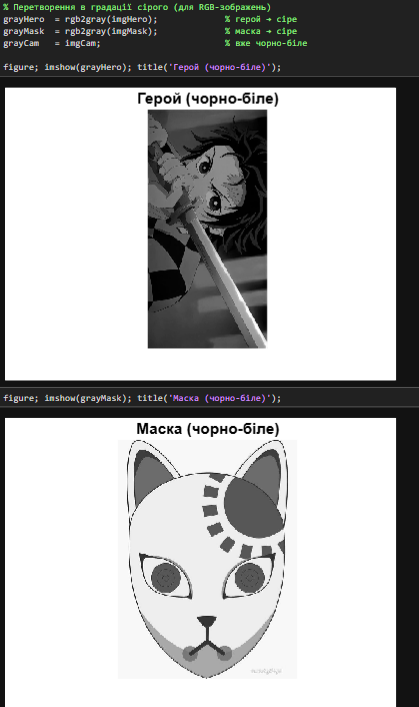 % Перетворення в градації сірого (для RGB-зображень)
grayHero = rgb2gray(imgHero); % герой → сіре
grayMask = rgb2gray(imgMask); % маска → сіре
grayCam = imgCam; % вже чорно-біле
figure; imshow(grayHero); title('Герой (чорно-біле)');
Герой (чорно-біле)
figure; imshow(grayMask); title('Маска (чорно-біле)');
Маска (чорно-біле)